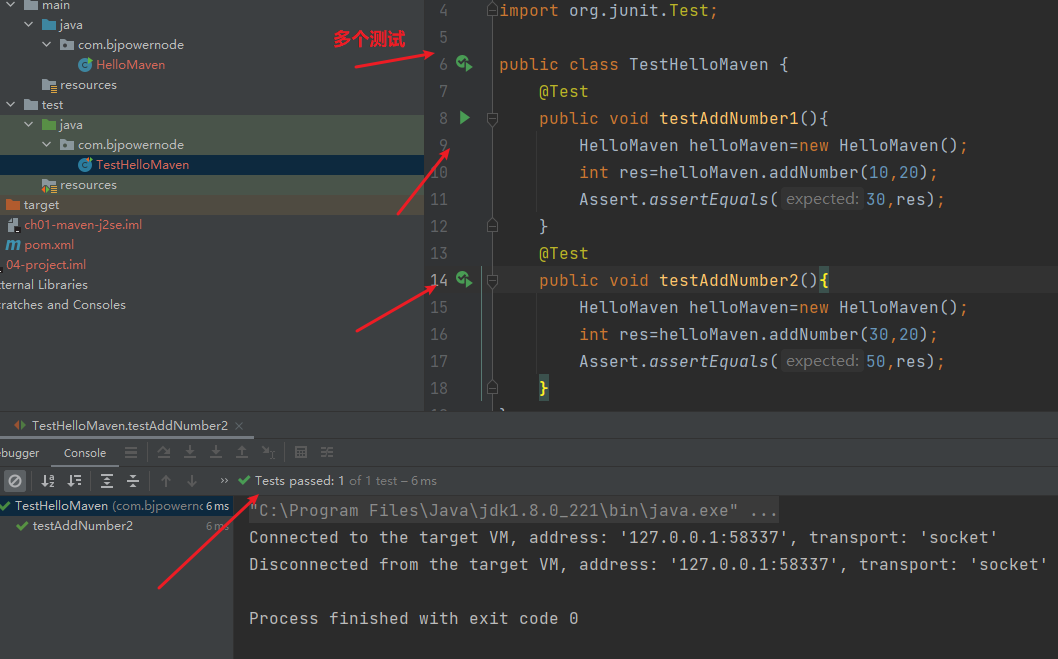 main
java
com.bjpowernode
HelloMaven
resources
test
java
com.bjpowernode
TestHelloMaven
resources
target
ch01-maven-j2se.iml
pom.xml
04-project.iml
ternal Libraries
ratches and Consoles
多个测试
4 import org.junit.Test;
5
6 public class TestHelloMaven {
7 @Test
8 public void testAddNumber1(){
9 HelloMaven helloMaven=new HelloMaven();
10 int res=helloMaven.addNumber(10,20);
11 Assert.assertEquals( expected: 30,res);
12 }
13 @Test
14 public void testAddNumber2(){
15 HelloMaven helloMaven=new HelloMaven();
16 int res=helloMaven.addNumber(30,20);
17 Assert.assertEquals( expected: 50,res);
18 }
TestHelloMaven.testAddNumber2 ×
bugger Console
Tests passed: 1 of 1 test – 6 ms
TestHelloMaven (com.bjpowernc 6 ms
testAddNumber2 6 ms
"C:\Program Files\Java\jdk1.8.0_221\bin\java.exe" ...
Connected to the target VM, address: '127.0.0.1:58337', transport: 'socket'
Disconnected from the target VM, address: '127.0.0.1:58337', transport: 'socket'
Process finished with exit code 0